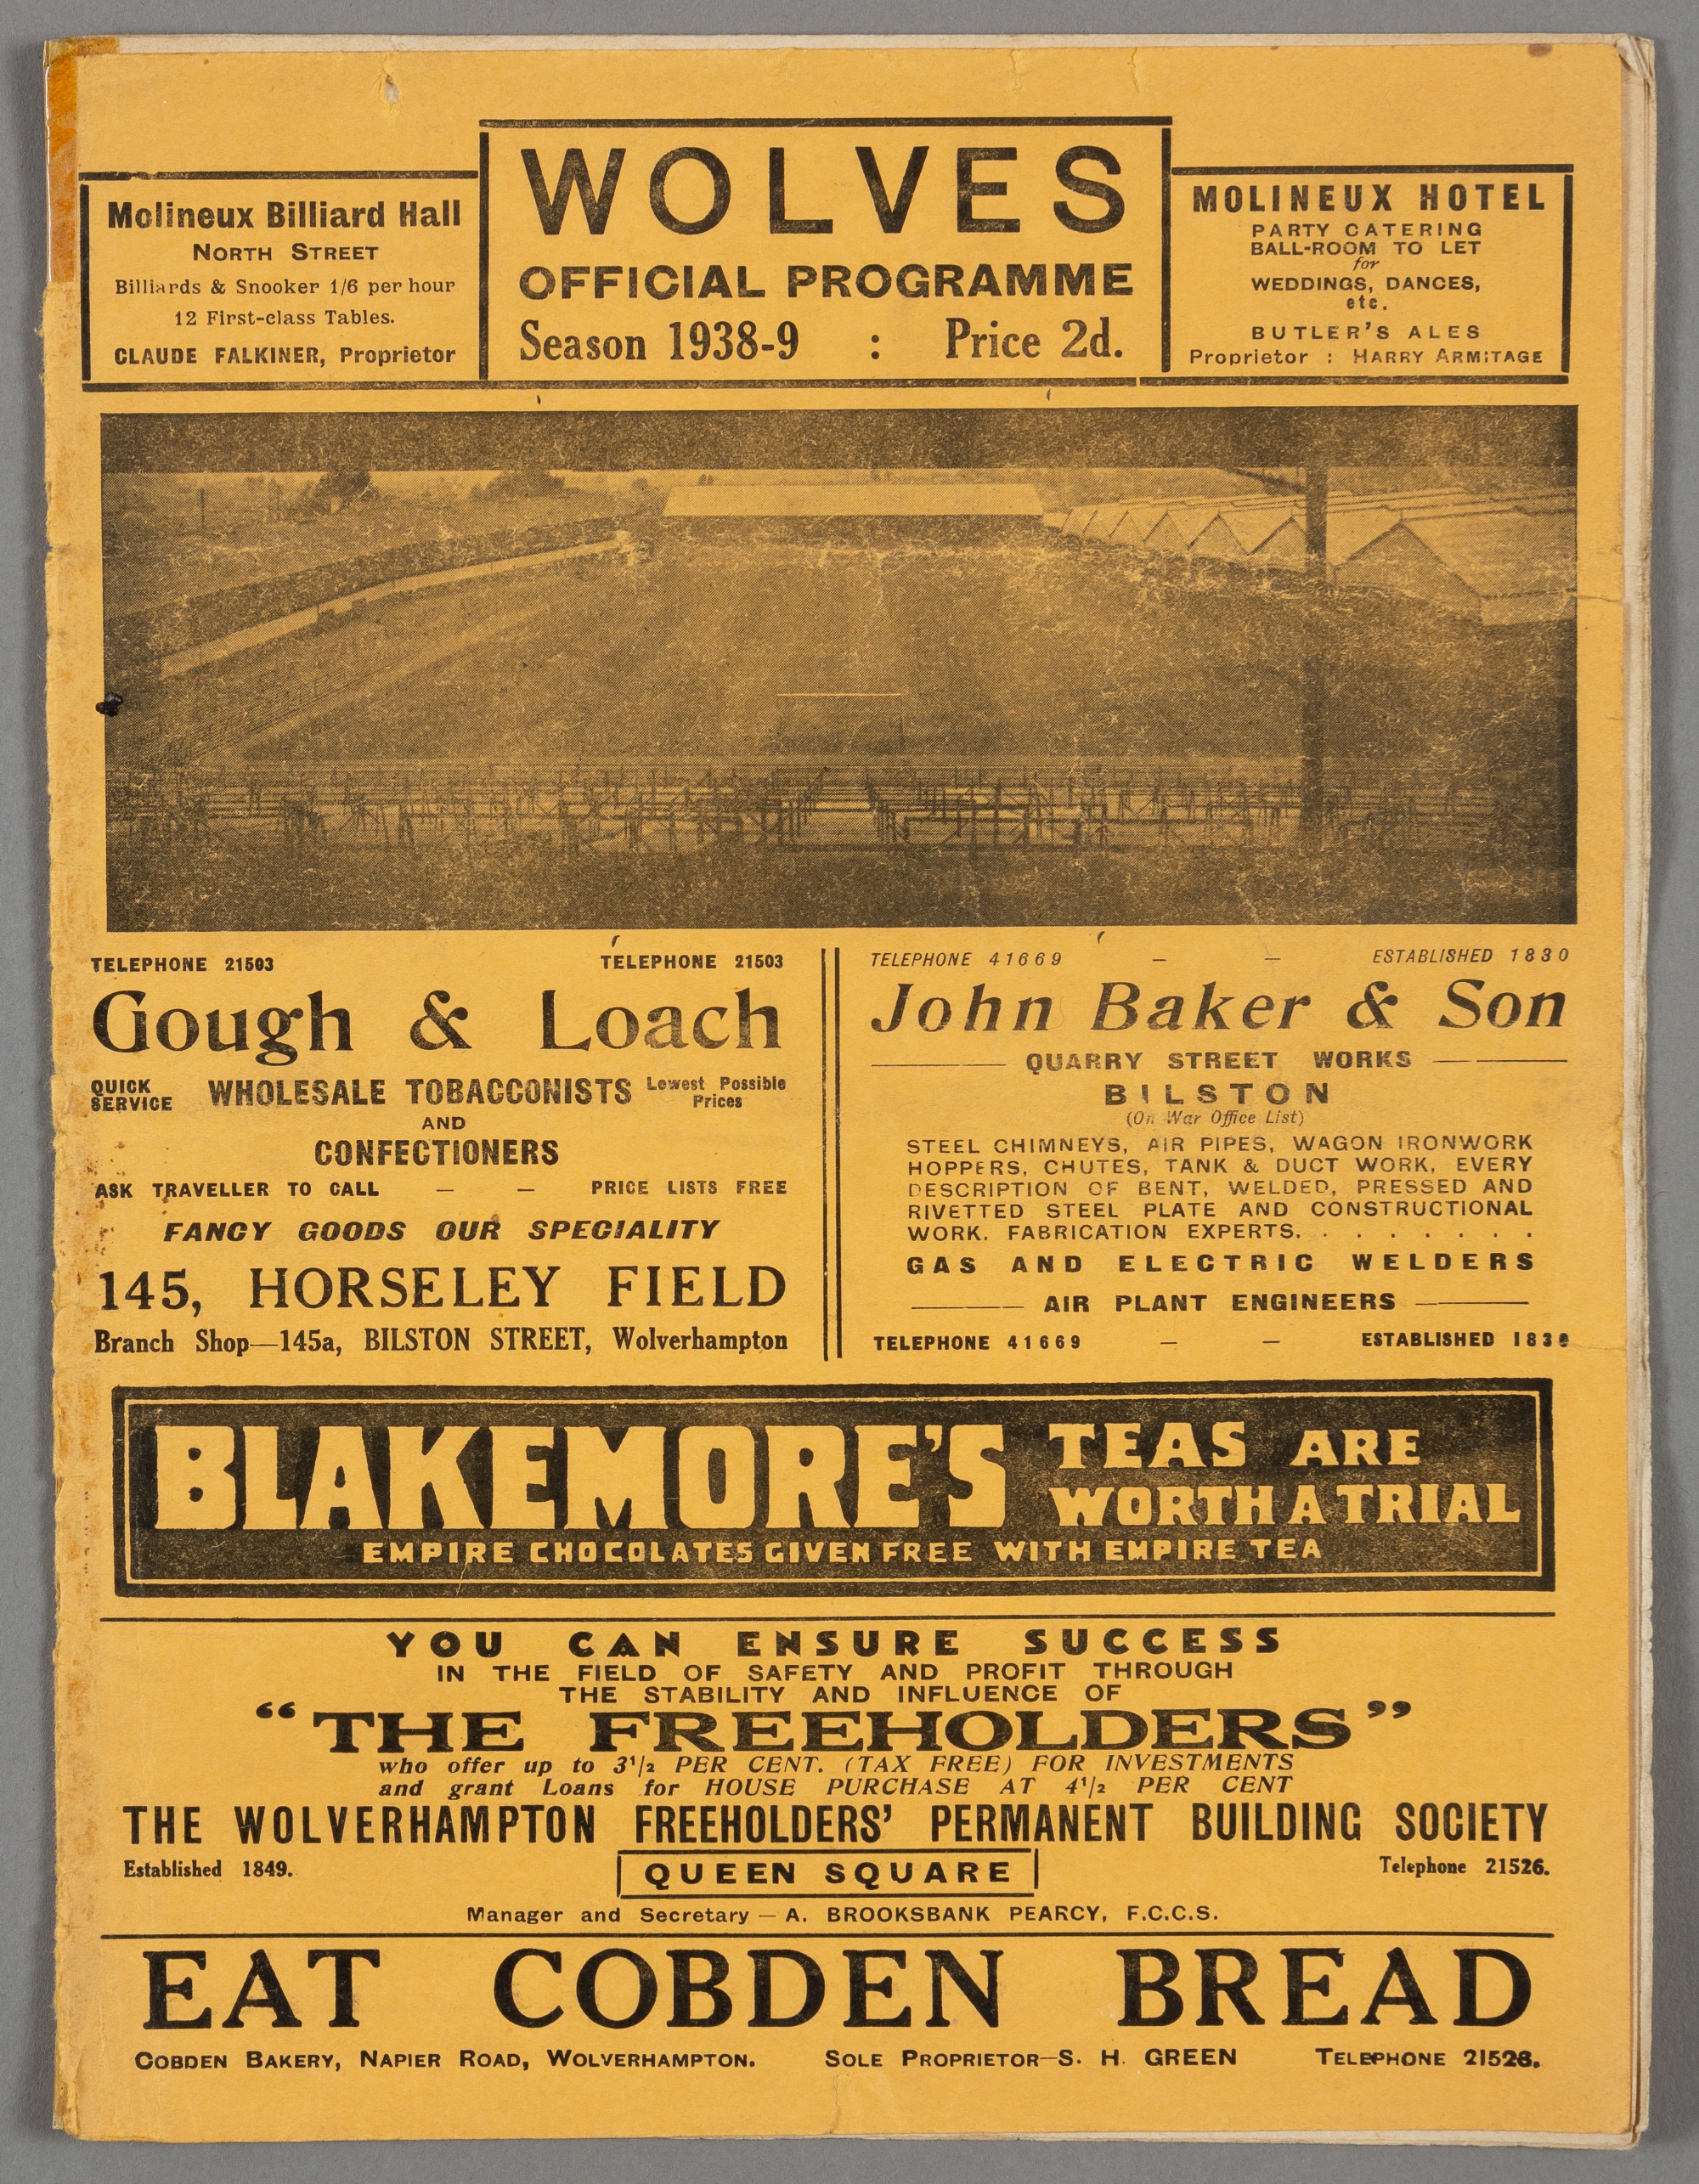 Molineux Billiard Hall
NORTH STREET
Billiards & Snooker 1/6 per hour
12 First-class Tables.
CLAUDE FALKINER, Proprietor
WOLVES
OFFICIAL PROGRAMME
Season 1938-9 : Price 2d.
MOLINEUX HOTEL
PARTY CATERING
BALL-ROOM TO LET
for
WEDDINGS, DANCES,
etc.
BUTLER'S ALES
Proprietor : HARRY ARMITAGE
TELEPHONE 21503 TELEPHONE 21503
Gough & Loach
QUICK SERVICE WHOLESALE TOBACCONISTS Lowest Possible Prices
AND
CONFECTIONERS
ASK TRAVELLER TO CALL — — PRICE LISTS FREE
FANCY GOODS OUR SPECIALITY
145, HORSELEY FIELD
Branch Shop—145a, BILSTON STREET, Wolverhampton
TELEPHONE 41669 — — ESTABLISHED 1830
John Baker & Son
QUARRY STREET WORKS
BILSTON
(On War Office List)
STEEL CHIMNEYS, AIR PIPES, WAGON IRONWORK
HOPPERS, CHUTES, TANK & DUCT WORK, EVERY
DESCRIPTION OF BENT, WELDED, PRESSED AND
RIVETTED STEEL PLATE AND CONSTRUCTIONAL
WORK. FABRICATION EXPERTS. . . . . . . .
GAS AND ELECTRIC WELDERS
AIR PLANT ENGINEERS
TELEPHONE 41669 — — ESTABLISHED 1830
BLAKEMORE'S TEAS ARE
WORTH A TRIAL
EMPIRE CHOCOLATES GIVEN FREE WITH EMPIRE TEA
YOU CAN ENSURE SUCCESS
IN THE FIELD OF SAFETY AND PROFIT THROUGH
THE STABILITY AND INFLUENCE OF
“THE FREEHOLDERS”
who offer up to 3 1/2 PER CENT. (TAX FREE) FOR INVESTMENTS
and grant Loans for HOUSE PURCHASE AT 4 1/2 PER CENT
THE WOLVERHAMPTON FREEHOLDERS' PERMANENT BUILDING SOCIETY
Established 1849. QUEEN SQUARE Telephone 21526.
Manager and Secretary — A. BROOKSBANK PEARCY, F.C.C.S.
EAT COBDEN BREAD
COBDEN BAKERY, NAPIER ROAD, WOLVERHAMPTON. SOLE PROPRIETOR—S. H. GREEN TELEPHONE 21528.